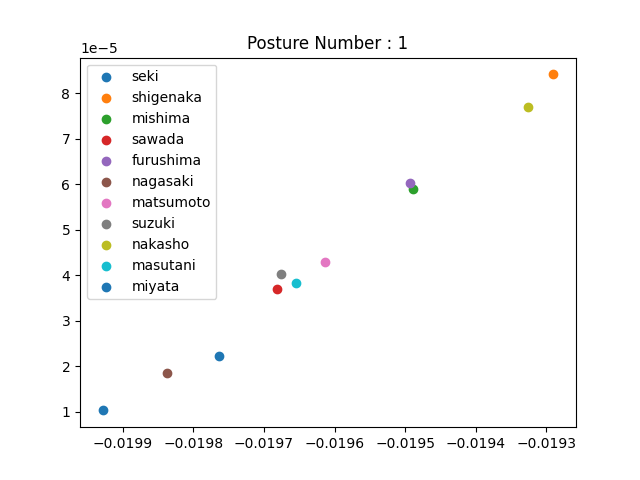 Posture Number : 1
1e−5
seki
shigenaka
mishima
sawada
furushima
nagasaki
matsumoto
suzuki
nakasho
masutani
miyata
8
7
6
5
4
3
2
1
−0.0199 −0.0198 −0.0197 −0.0196 −0.0195 −0.0194 −0.0193